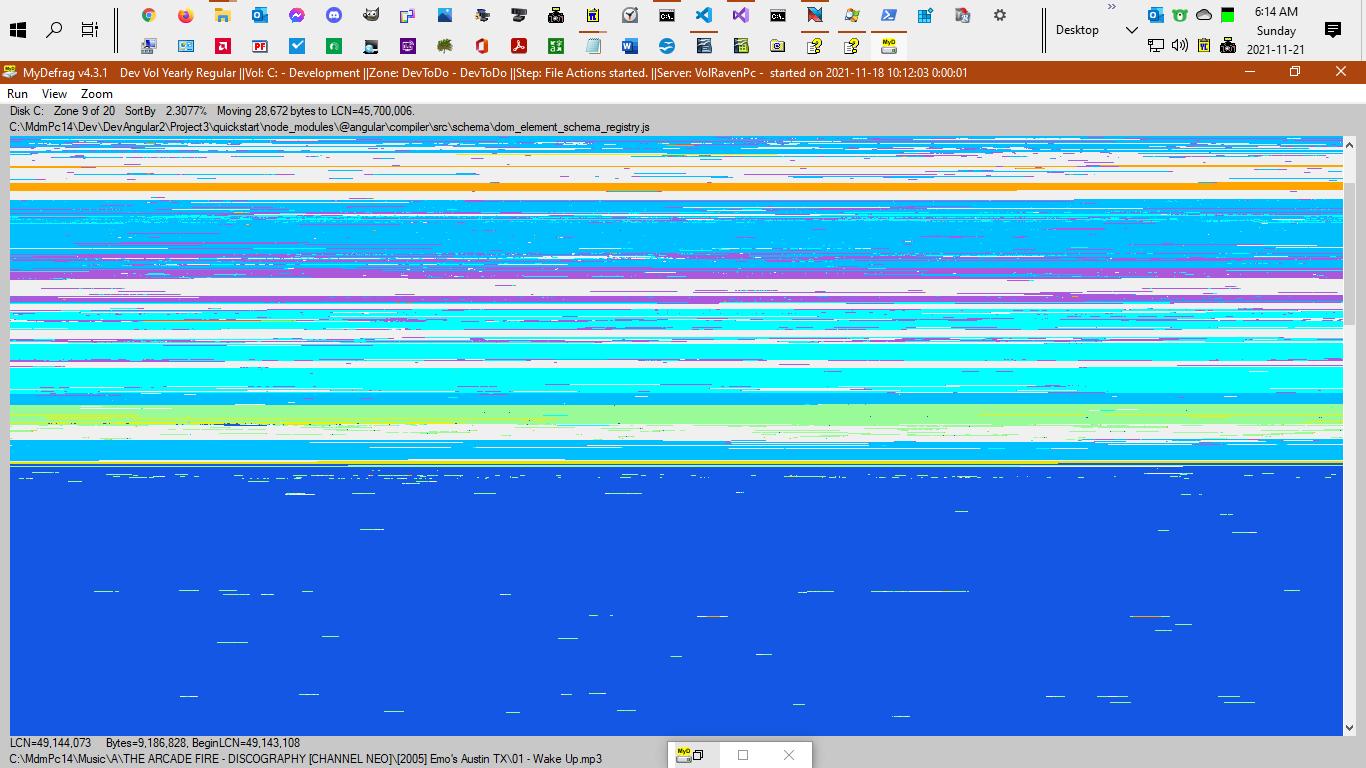 6:14 AM
Desktop
Sunday
2021-11-21
MyDefrag v4.3.1 Dev Vol Yearly Regular ||Vol: C: - Development ||Zone: DevToDo - DevToDo ||Step: File Actions started. ||Server: VolRavenPc - started on 2021-11-18 10:12:03 0:00:01
Run View Zoom
Disk C: Zone 9 of 20 SortBy 2.3077% Moving 28,672 bytes to LCN=45,700,006.
C:\MdmPc14\Dev\DevAngular2\Project3\quickstart\node_modules\@angular\compiler\src\schema\dom_element_schema_registry.js
LCN=49,144,073 Bytes=9,186,828, BeginLCN=49,143,108
C:\MdmPc14\Music\A\THE ARCADE FIRE - DISCOGRAPHY [CHANNEL NEO]\[2005] Emo's Austin TX\01 - Wake Up.mp3